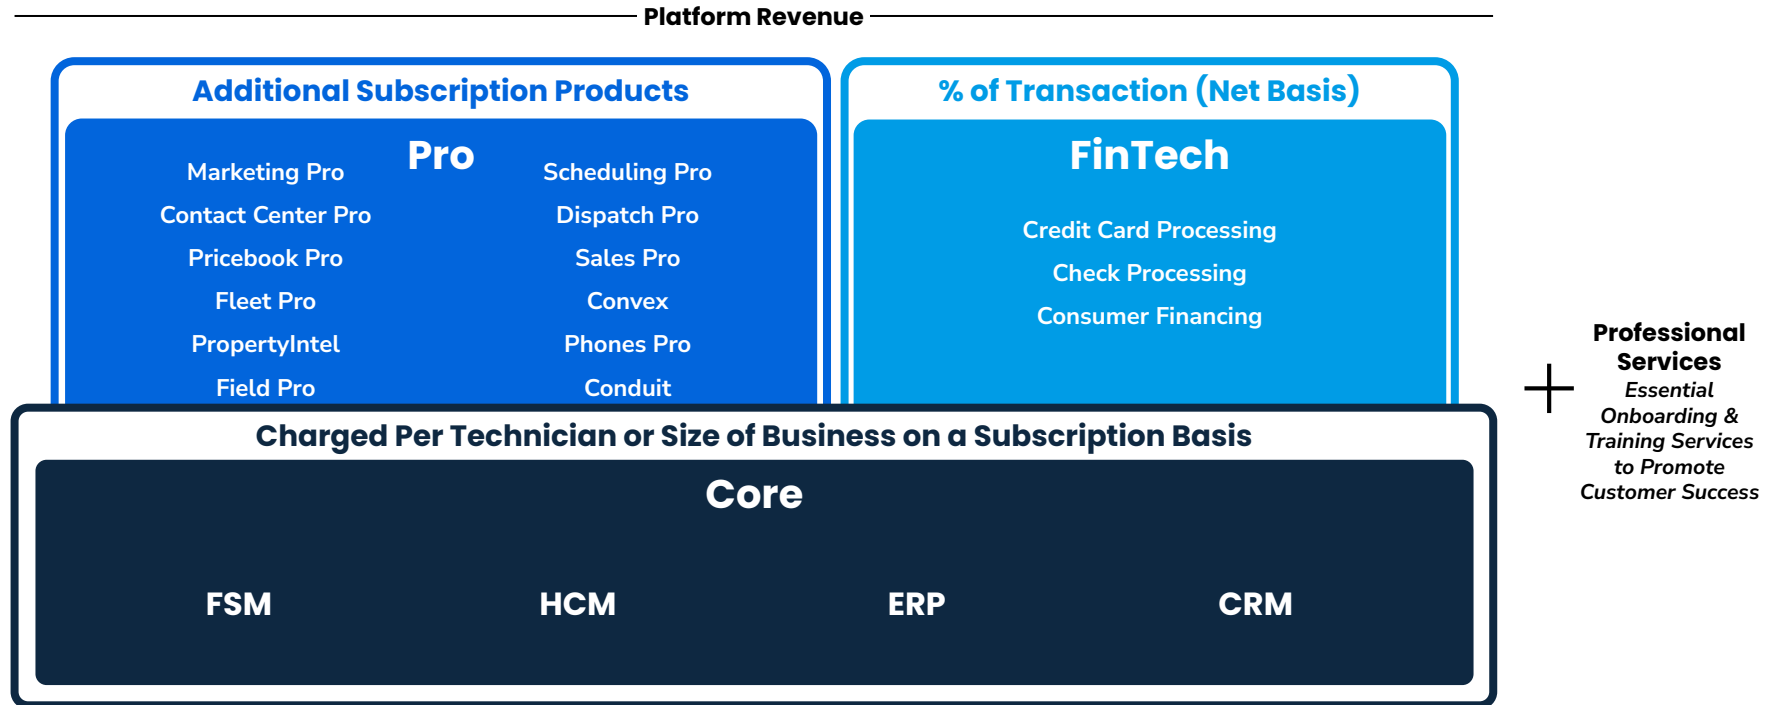 Platform Revenue
Additional Subscription Products
Pro
Marketing Pro
Contact Center Pro
Pricebook Pro
Fleet Pro
PropertyIntel
Field Pro
Scheduling Pro
Dispatch Pro
Sales Pro
Convex
Phones Pro
Conduit
% of Transaction (Net Basis)
FinTech
Credit Card Processing
Check Processing
Consumer Financing
Charged Per Technician or Size of Business on a Subscription Basis
Core
FSM
HCM
ERP
CRM
+
Professional
Services
Essential
Onboarding &
Training Services
to Promote
Customer Success